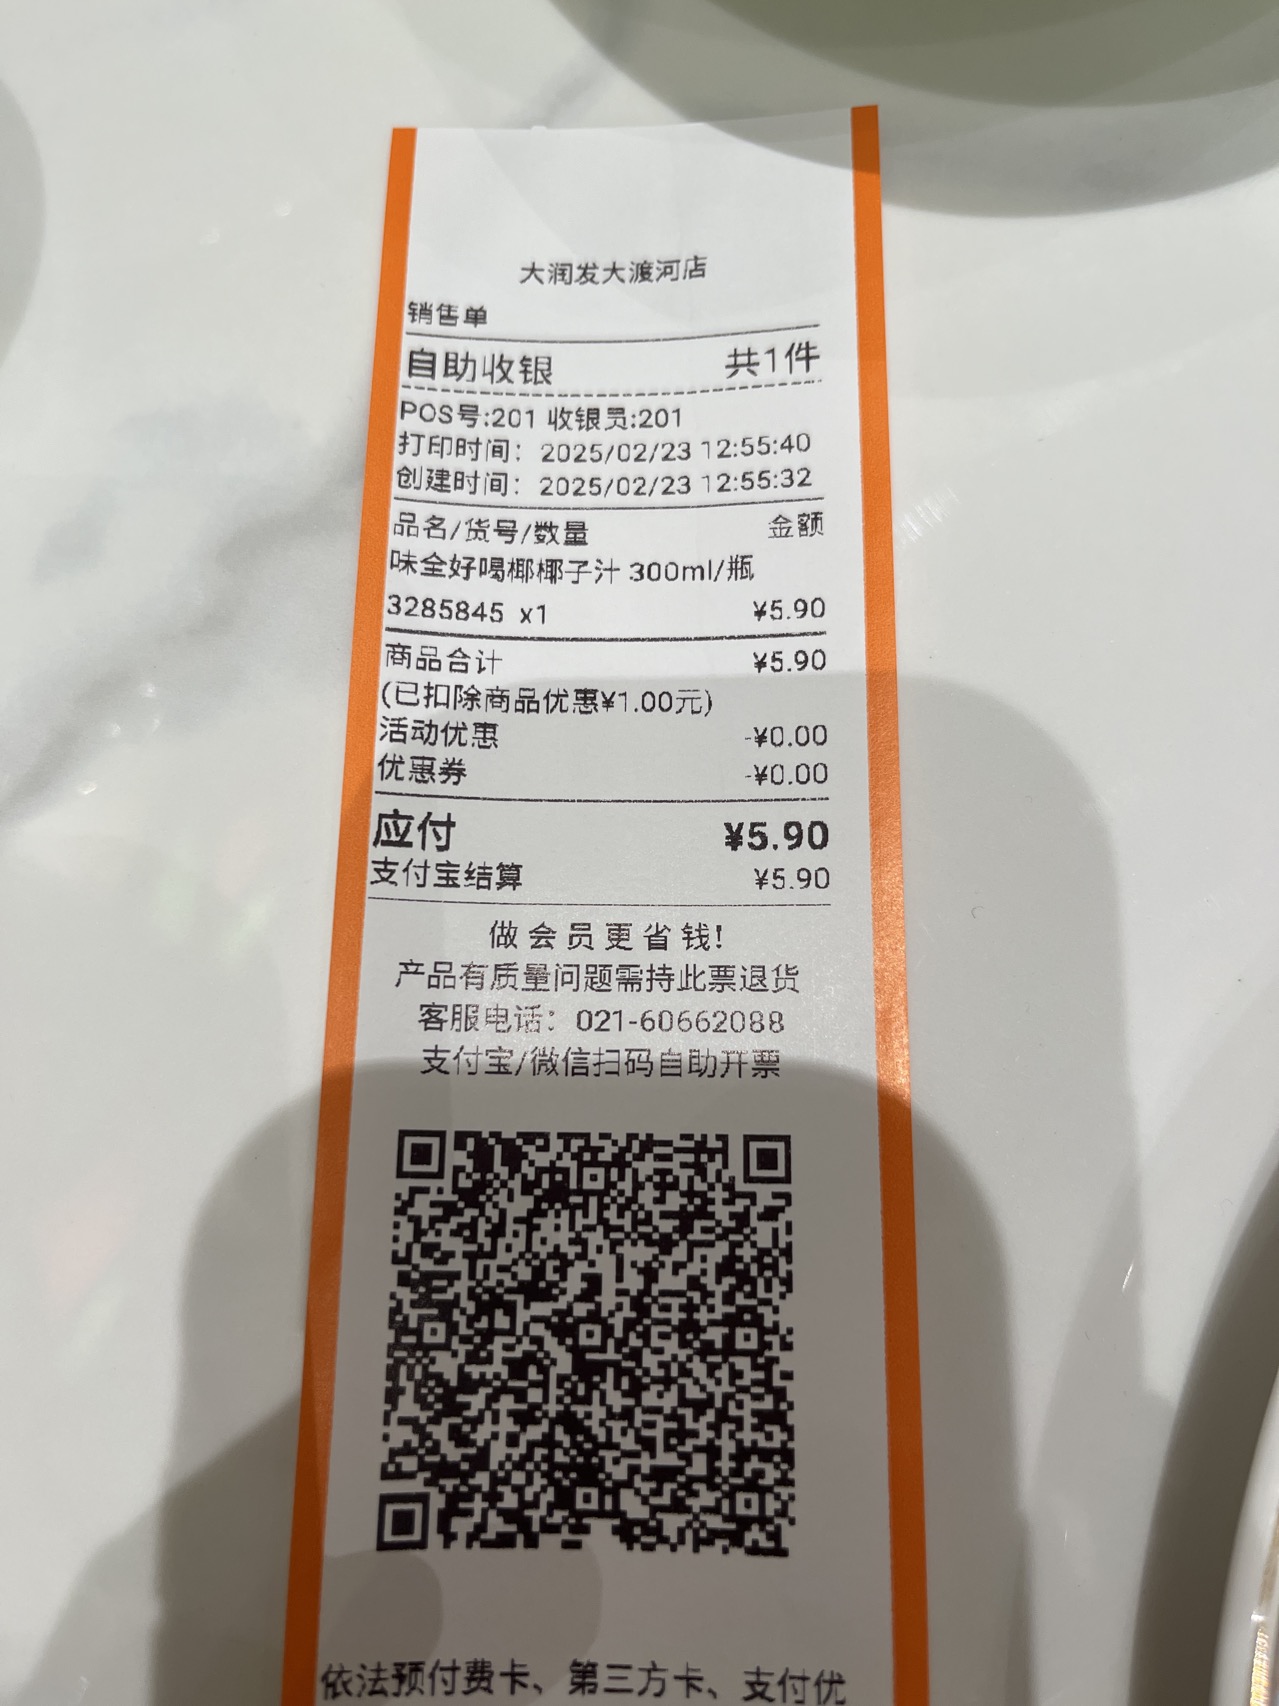 大润发大渡河店
销售单
自助收银 共1件
POS号:201 收银员:201
打印时间： 2025/02/23 12:55:40
创建时间： 2025/02/23 12:55:32
品名/货号/数量 金额
味全好喝椰椰子汁 300ml/瓶
3285845 x1 ¥5.90
商品合计 ¥5.90
(已扣除商品优惠¥1.00元)
活动优惠 -¥0.00
优惠券 -¥0.00
应付 ¥5.90
支付宝结算 ¥5.90
做会员更省钱!
产品有质量问题需持此票退货
客服电话： 021-60662088
支付宝/微信扫码自助开票
依法预付费卡、第三方卡、支付优